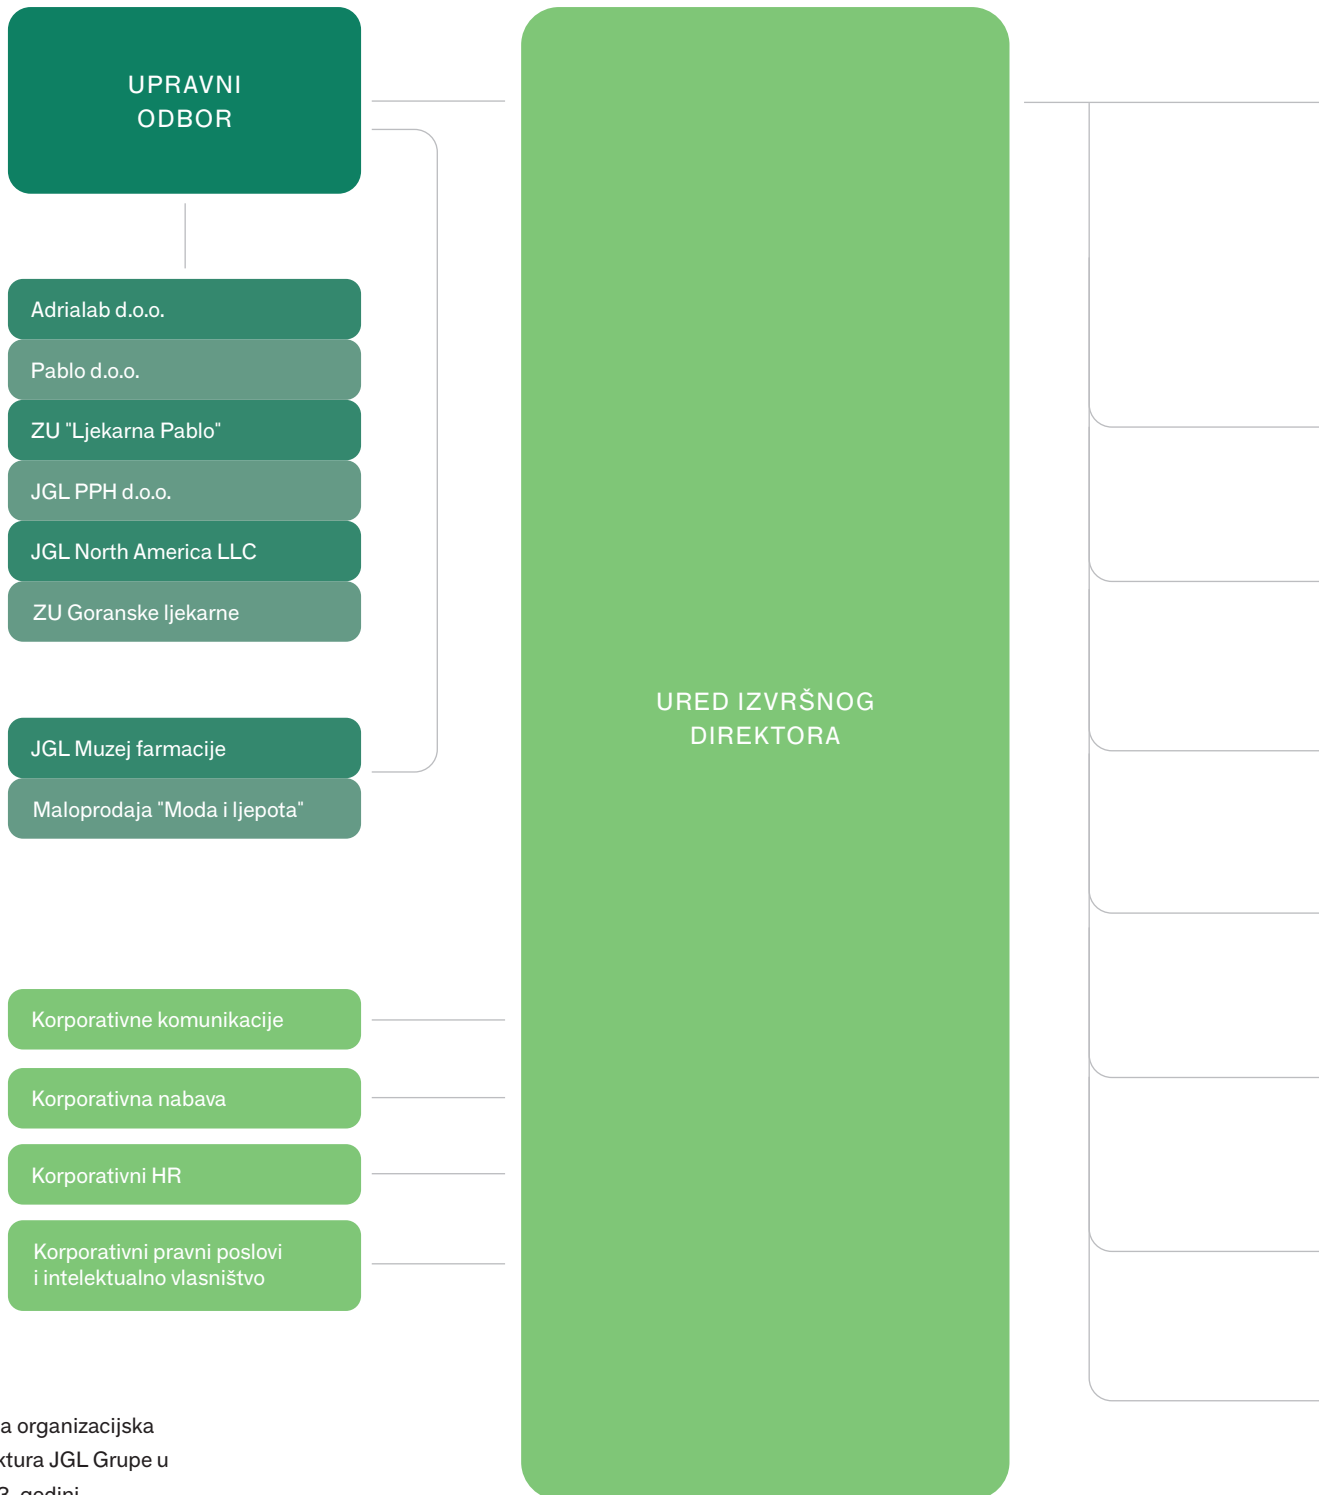 UPRAVNI
ODBOR
Adrialab d.o.o.
Pablo d.o.o.
ZU "Ljekarna Pablo"
JGL PPH d.o.o.
JGL North America LLC
ZU Goranske ljekarne
JGL Muzej farmacije
Maloprodaja "Moda i ljepota"
Korporativne komunikacije
Korporativna nabava
Korporativni HR
Korporativni pravni poslovi
i intelektualno vlasništvo
URED IZVRŠNOG
DIREKTORA
a organizacijska
ktura JGL Grupe u
3. godini